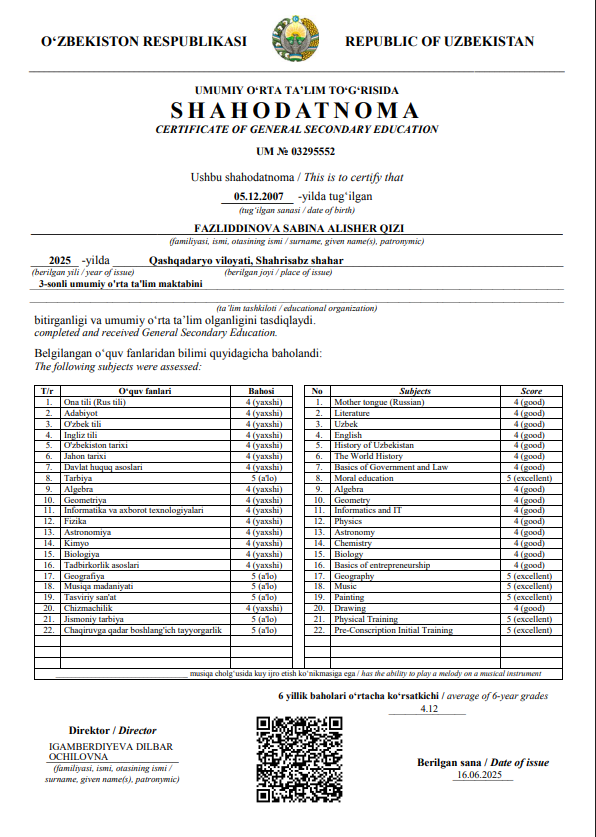 O‘ZBEKISTON RESPUBLIKASI REPUBLIC OF UZBEKISTAN
UMUMIY O‘RTA TA’LIM TO‘G‘RISIDA
SHAHODATNOMA
CERTIFICATE OF GENERAL SECONDARY EDUCATION
UM № 03295552
Ushbu shahodatnoma / This is to certify that
05.12.2007 -yilda tug‘ilgan
(tug‘ilgan sanasi / date of birth)
FAZLIDDINOVA SABINA ALISHER QIZI
(familiyasi, ismi, otasining ismi / surname, given name(s), patronymic)
2025 -yilda Qashqadaryo viloyati, Shahrisabz shahar
(berilgan yili / year of issue) (berilgan joyi / place of issue)
3-sonli umumiy o'rta ta'lim maktabini
(ta’lim tashkiloti / educational organization)
bitirganligi va umumiy o‘rta ta’lim olganligini tasdiqlaydi.
completed and received General Secondary Education.
Belgilangan o‘quv fanlaridan bilimi quyidagicha baholandi:
The following subjects were assessed:
T/r O‘quv fanlari Bahosi No Subjects Score
1. Ona tili (Rus tili) 4 (yaxshi) 1. Mother tongue (Russian) 4 (good)
2. Adabiyot 4 (yaxshi) 2. Literature 4 (good)
3. O'zbek tili 4 (yaxshi) 3. Uzbek 4 (good)
4. Ingliz tili 4 (yaxshi) 4. English 4 (good)
5. O'zbekiston tarixi 4 (yaxshi) 5. History of Uzbekistan 4 (good)
6. Jahon tarixi 4 (yaxshi) 6. The World History 4 (good)
7. Davlat huquq asoslari 4 (yaxshi) 7. Basics of Government and Law 4 (good)
8. Tarbiya 5 (a'lo) 8. Moral education 5 (excellent)
9. Algebra 4 (yaxshi) 9. Algebra 4 (good)
10. Geometriya 4 (yaxshi) 10. Geometry 4 (good)
11. Informatika va axborot texnologiyalari 4 (yaxshi) 11. Informatics and IT 4 (good)
12. Fizika 4 (yaxshi) 12. Physics 4 (good)
13. Astronomiya 4 (yaxshi) 13. Astronomy 4 (good)
14. Kimyo 4 (yaxshi) 14. Chemistry 4 (good)
15. Biologiya 4 (yaxshi) 15. Biology 4 (good)
16. Tadbirkorlik asoslari 4 (yaxshi) 16. Basics of entrepreneurship 4 (good)
17. Geografiya 5 (a'lo) 17. Geography 5 (excellent)
18. Musiqa madaniyati 5 (a'lo) 18. Music 5 (excellent)
19. Tasviriy san'at 5 (a'lo) 19. Painting 5 (excellent)
20. Chizmachilik 4 (yaxshi) 20. Drawing 4 (good)
21. Jismoniy tarbiya 5 (a'lo) 21. Physical Training 5 (excellent)
22. Chaqiruvga qadar boshlang'ich tayyorgarlik 5 (a'lo) 22. Pre-Conscription Initial Training 5 (excellent)
musiqa cholg‘usida kuy ijro etish ko‘nikmasiga ega / has the ability to play a melody on a musical instrument
6 yillik baholari o‘rtacha ko‘rsatkichi / average of 6-year grades
4.12
Direktor / Director
IGAMBERDIYEVA DILBAR
OCHILOVNA
(familiyasi, ismi, otasining ismi /
surname, given name(s), patronymic)
Berilgan sana / Date of issue
16.06.2025